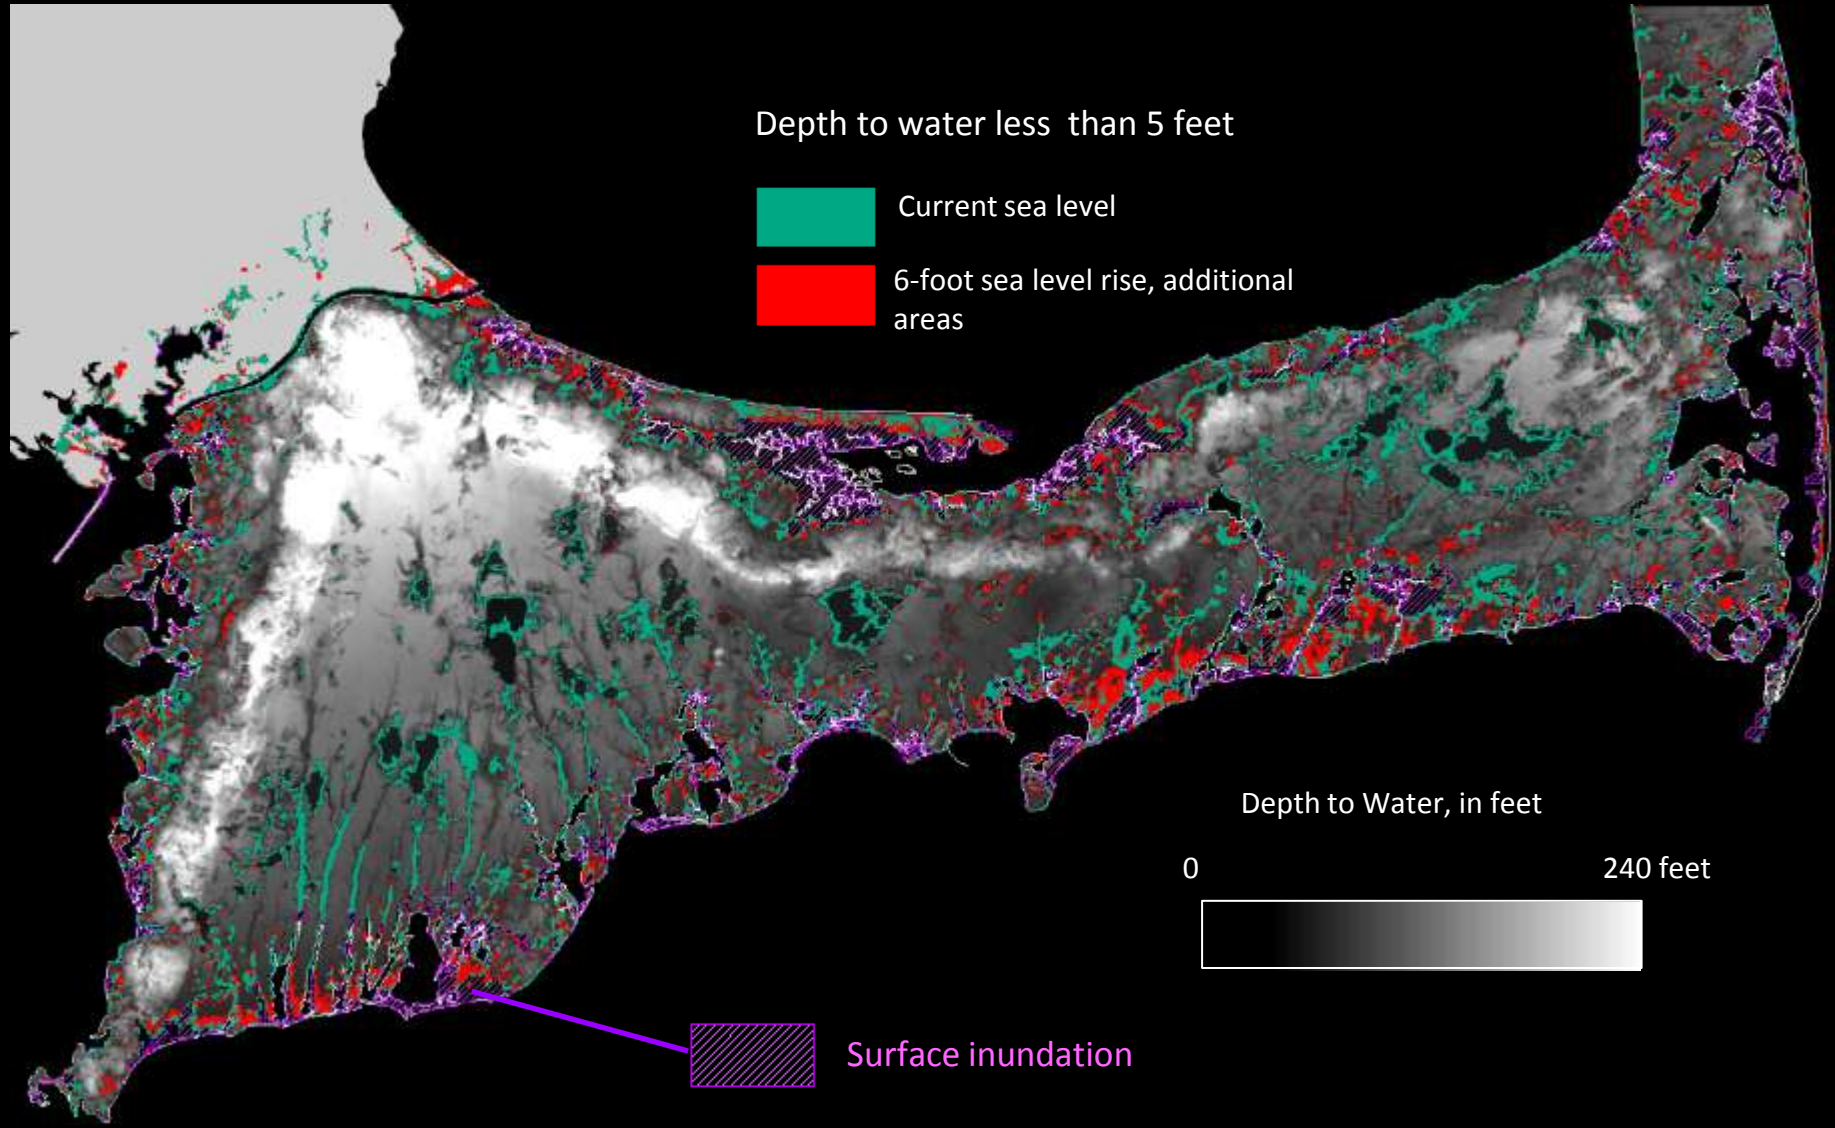 Depth to water less  than 5 feet
Current sea level
6-foot sea level rise, additional
areas
Depth to Water, in feet
0
240 feet
Surface inundation